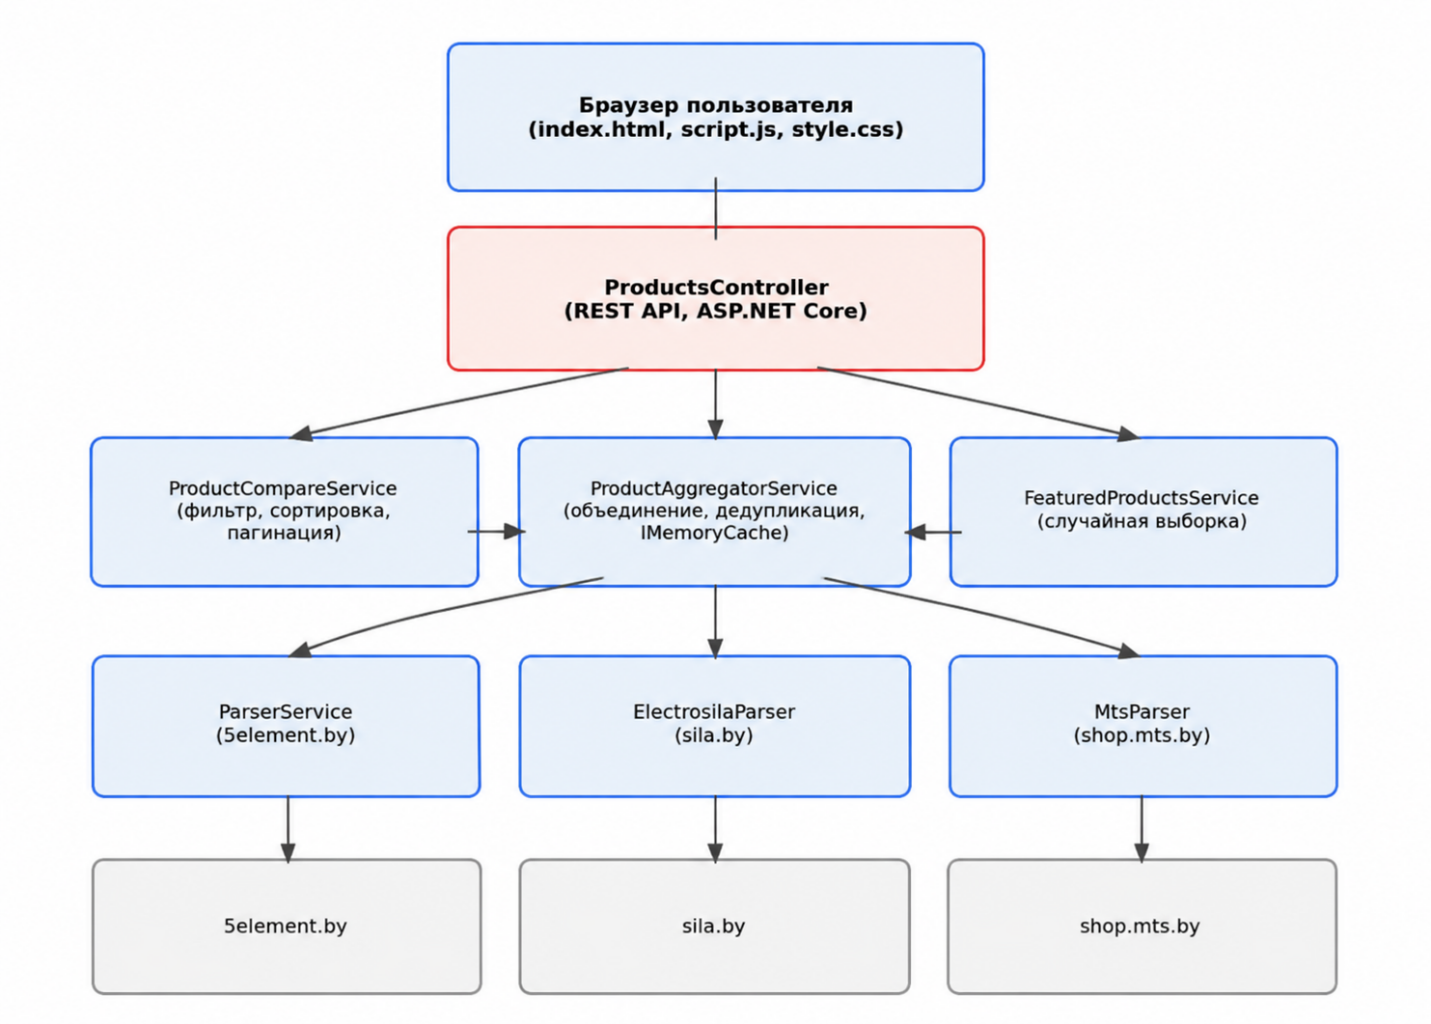 Браузер пользователя
(index.html, script.js, style.css)
ProductsController
(REST API, ASP.NET Core)
ProductCompareService
(фильтр, сортировка,
пагинация)
ProductAggregatorService
(объединение, дедупликация,
IMemoryCache)
FeaturedProductsService
(случайная выборка)
ParserService
(5element.by)
ElectrosilaParser
(sila.by)
MtsParser
(shop.mts.by)
5element.by
sila.by
shop.mts.by